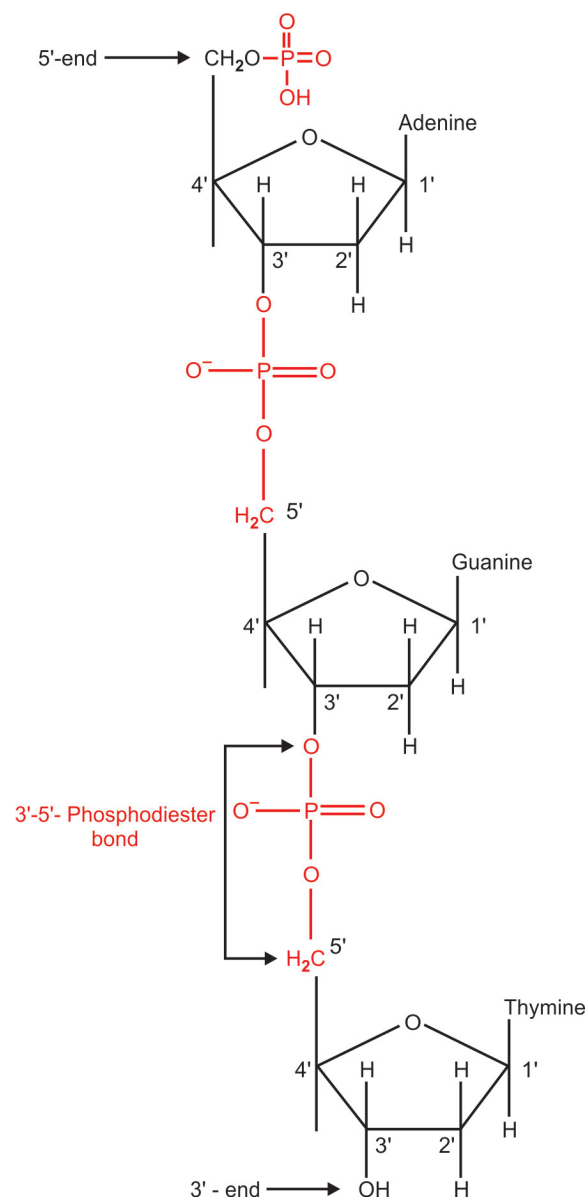 O
5'-end CH₂O P O
OH
Adenine
O
4' H H 1'
H
3' 2'
H
O
O⁻ P O
O
H₂C 5'
Guanine
O
4' H H 1'
H
3' 2'
H
O
3'-5'- Phosphodiester
bond
O⁻ P O
O
5'
H₂C
Thymine
O
4' H H 1'
H
3' 2'
3' - end OH H